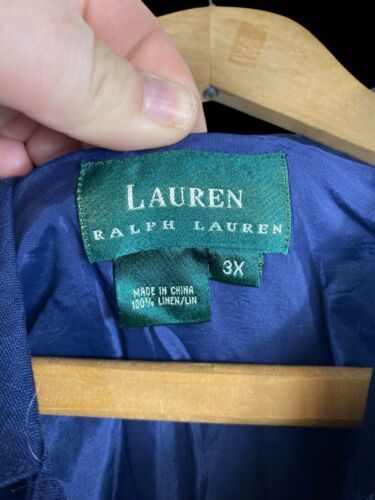 LAUREN
RALPH LAUREN
3X
MADE IN CHINA
100% LINEN/LIN